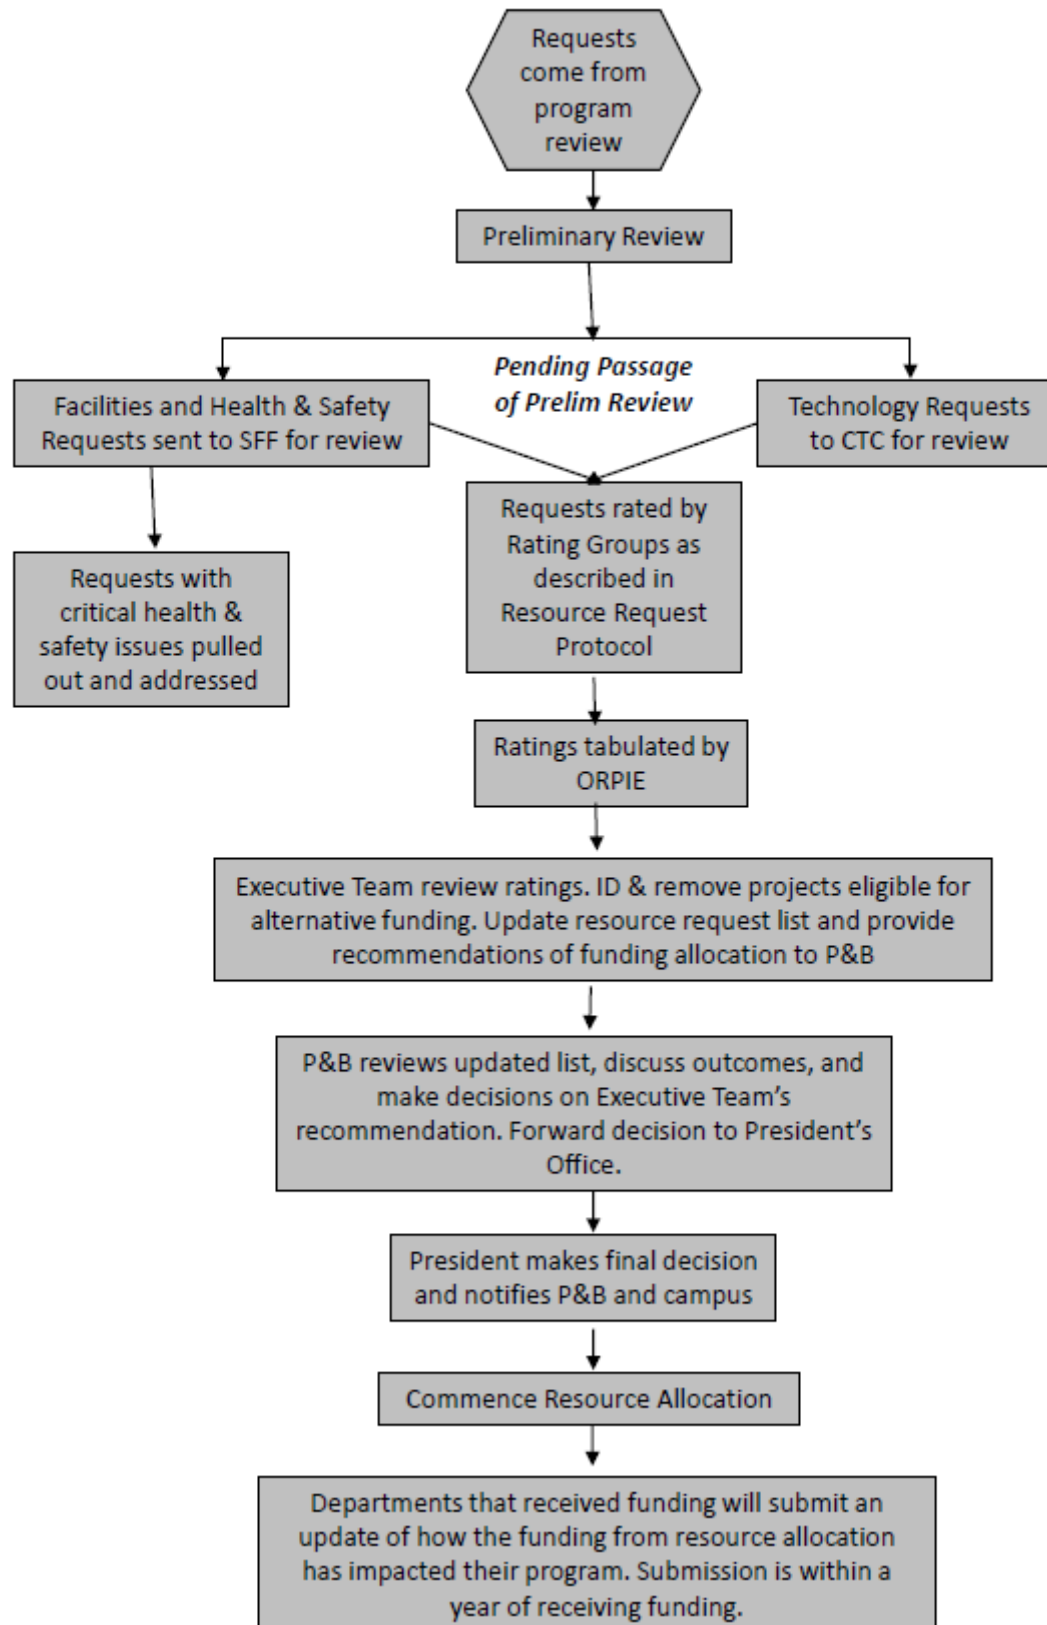 Requests
come from
program
review
Preliminary Review
Pending Passage
of Prelim Review
Facilities and Health & Safety
Requests sent to SFF for review
Technology Requests
to CTC for review
Requests rated by
Rating Groups as
described in
Resource Request
Protocol
Requests with
critical health &
safety issues pulled
out and addressed
Ratings tabulated by
ORPIE
Executive Team review ratings. ID & remove projects eligible for
alternative funding. Update resource request list and provide
recommendations of funding allocation to P&B
P&B reviews updated list, discuss outcomes, and
make decisions on Executive Team’s
recommendation. Forward decision to President’s
Office.
President makes final decision
and notifies P&B and campus
Commence Resource Allocation
Departments that received funding will submit an
update of how the funding from resource allocation
has impacted their program. Submission is within a
year of receiving funding.